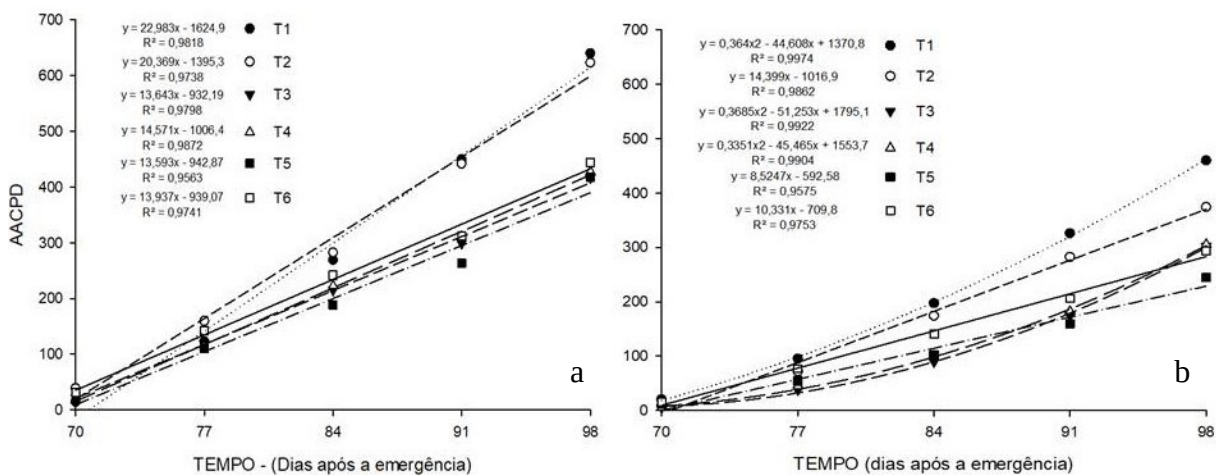 AACPD
700
600
500
400
300
200
100
0
y = 22,983x - 1624,9
R² = 0,9818
T1
y = 20,369x - 1395,3
R² = 0,9738
T2
y = 13,643x - 932,19
R² = 0,9798
T3
y = 14,571x - 1006,4
R² = 0,9872
T4
y = 13,593x - 942,87
R² = 0,9563
T5
y = 13,937x - 939,07
R² = 0,9741
T6
a
70 77 84 91 98
TEMPO - (Dias após a emergência)
700
600
500
400
300
200
100
0
y = 0,364x2 - 44,608x + 1370,8
R² = 0,9974
T1
y = 14,399x - 1016,9
R² = 0,9862
T2
y = 0,3685x2 - 51,253x + 1795,1
R² = 0,9922
T3
y = 0,3351x2 - 45,465x + 1553,7
R² = 0,9904
T4
y = 8,5247x - 592,58
R² = 0,9575
T5
y = 10,331x - 709,8
R² = 0,9753
T6
b
70 77 84 91 98
TEMPO (dias após a emergência)